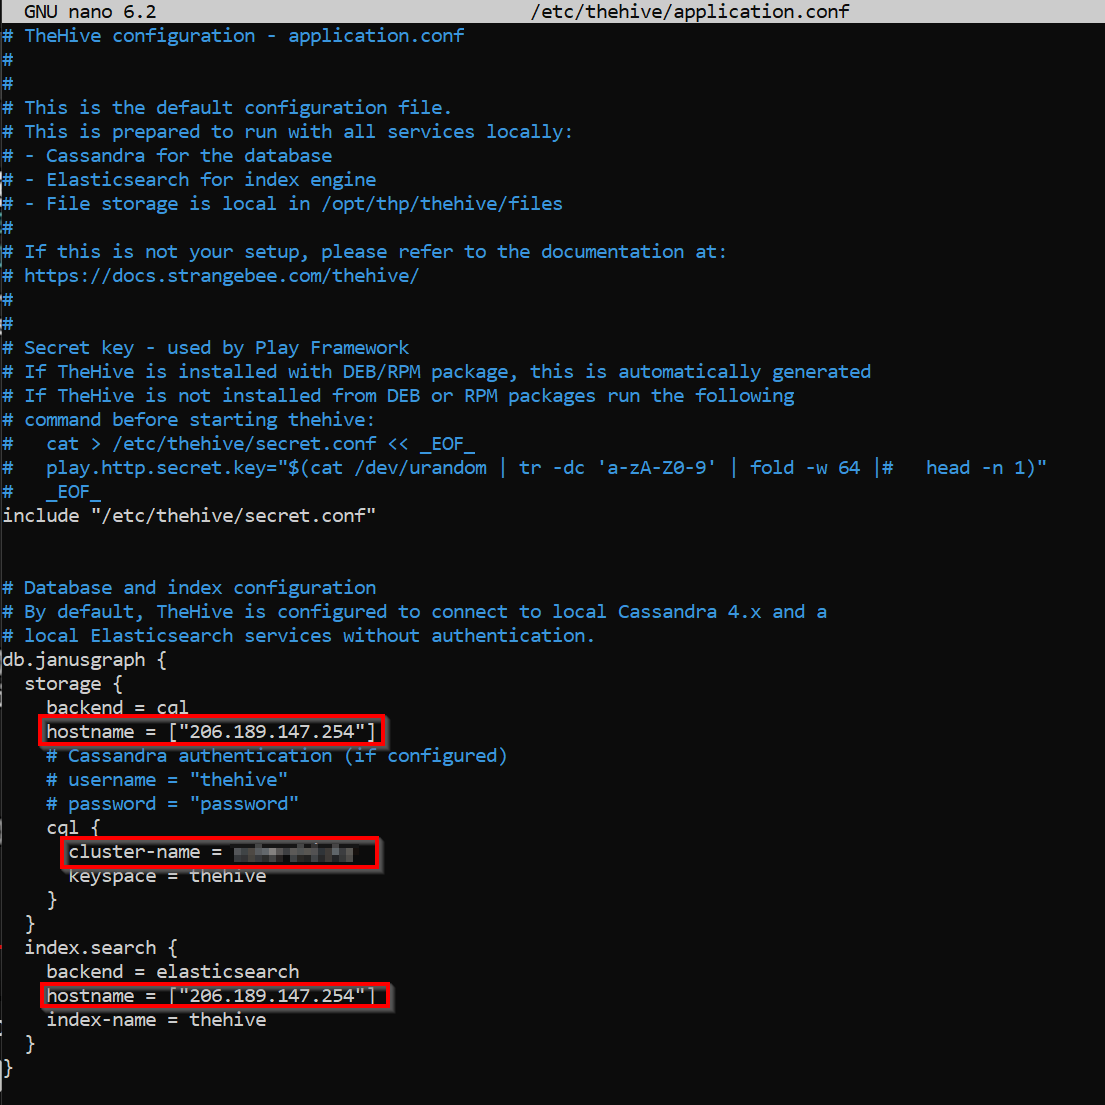 GNU nano 6.2 /etc/thehive/application.conf
# TheHive configuration - application.conf
#
#
# This is the default configuration file.
# This is prepared to run with all services locally:
# - Cassandra for the database
# - Elasticsearch for index engine
# - File storage is local in /opt/thp/thehive/files
#
# If this is not your setup, please refer to the documentation at:
# https://docs.strangebee.com/thehive/
#
#
# Secret key - used by Play Framework
# If TheHive is installed with DEB/RPM package, this is automatically generated
# If TheHive is not installed from DEB or RPM packages run the following
# command before starting thehive:
#   cat > /etc/thehive/secret.conf << _EOF_
#   play.http.secret.key="$(cat /dev/urandom | tr -dc 'a-zA-Z0-9' | fold -w 64 |#   head -n 1)"
#   _EOF_
include "/etc/thehive/secret.conf"
# Database and index configuration
# By default, TheHive is configured to connect to local Cassandra 4.x and a
# local Elasticsearch services without authentication.
db.janusgraph {
  storage {
    backend = cql
    hostname = ["206.189.147.254"]
    # Cassandra authentication (if configured)
    # username = "thehive"
    # password = "password"
    cql {
      cluster-name =
      keyspace = thehive
    }
  }
  index.search {
    backend = elasticsearch
    hostname = ["206.189.147.254"]
    index-name = thehive
  }
}